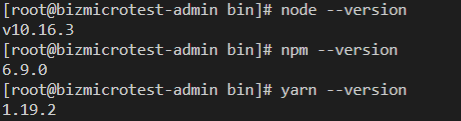 [root@bizmicrotest-admin bin]# node --version
v10.16.3
[root@bizmicrotest-admin bin]# npm --version
6.9.0
[root@bizmicrotest-admin bin]# yarn --version
1.19.2